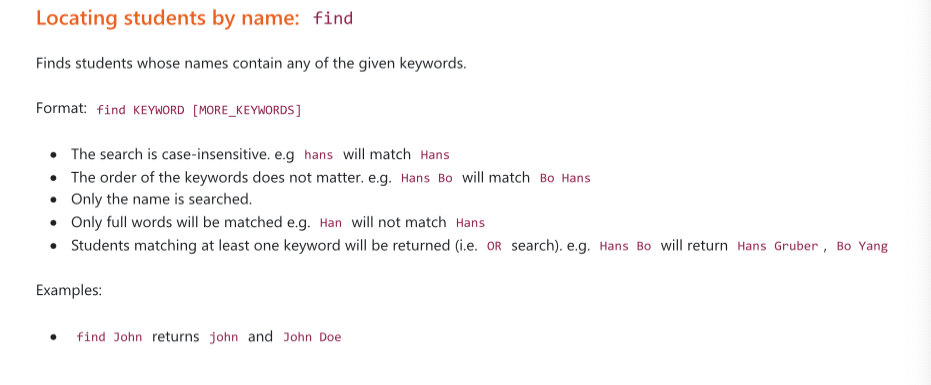 Locating students by name: find
Finds students whose names contain any of the given keywords.
Format: find KEYWORD [MORE_KEYWORDS]
• The search is case-insensitive. e.g hans will match Hans
• The order of the keywords does not matter. e.g. Hans Bo will match Bo Hans
• Only the name is searched.
• Only full words will be matched e.g. Han will not match Hans
• Students matching at least one keyword will be returned (i.e. OR search). e.g. Hans Bo will return Hans Gruber , Bo Yang
Examples:
• find John returns john and John Doe